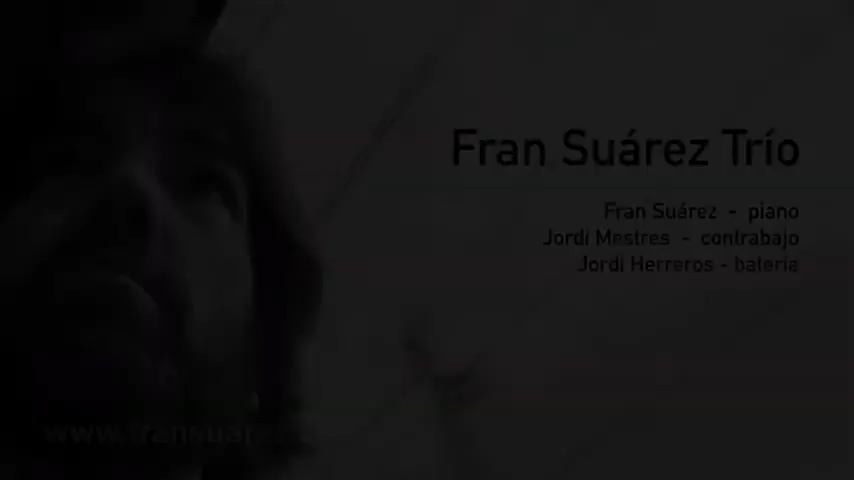 Fran Suárez Trío
Fran Suárez - piano
Jordi Mestres - contrabajo
Jordi Herreros - batería